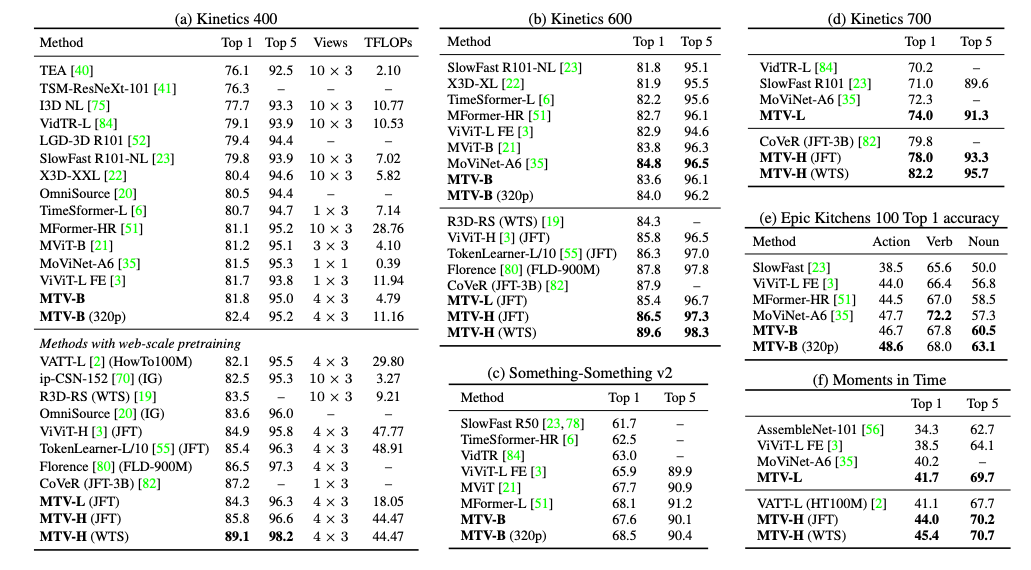 (a) Kinetics 400
Method Top 1 Top 5 Views TFLOPs
TEA [40] 76.1 92.5 10 × 3 2.10
TSM-ResNeXt-101 [41] 76.3 – – –
I3D NL [75] 77.7 93.3 10 × 3 10.77
VidTR-L [84] 79.1 93.9 10 × 3 10.53
LGD-3D R101 [52] 79.4 94.4 – –
SlowFast R101-NL [23] 79.8 93.9 10 × 3 7.02
X3D-XXL [22] 80.4 94.6 10 × 3 5.82
OmniSource [20] 80.5 94.4 – –
TimeSformer-L [6] 80.7 94.7 1 × 3 7.14
MFormer-HR [51] 81.1 95.2 10 × 3 28.76
MViT-B [21] 81.2 95.1 3 × 3 4.10
MoViNet-A6 [35] 81.5 95.3 1 × 1 0.39
ViViT-L FE [3] 81.7 93.8 1 × 3 11.94
MTV-B 81.8 95.0 4 × 3 4.79
MTV-B (320p) 82.4 95.2 4 × 3 11.16
Methods with web-scale pretraining
VATT-L [2] (HowTo100M) 82.1 95.5 4 × 3 29.80
ip-CSN-152 [70] (IG) 82.5 95.3 10 × 3 3.27
R3D-RS (WTS) [19] 83.5 – 10 × 3 9.21
OmniSource [20] (IG) 83.6 96.0 – –
ViViT-H [3] (JFT) 84.9 95.8 4 × 3 47.77
TokenLearner-L/10 [55] (JFT) 85.4 96.3 4 × 3 48.91
Florence [80] (FLD-900M) 86.5 97.3 4 × 3 –
CoVeR (JFT-3B) [82] 87.2 – 1 × 3 –
MTV-L (JFT) 84.3 96.3 4 × 3 18.05
MTV-H (JFT) 85.8 96.6 4 × 3 44.47
MTV-H (WTS) 89.1 98.2 4 × 3 44.47
(b) Kinetics 600
Method Top 1 Top 5
SlowFast R101-NL [23] 81.8 95.1
X3D-XL [22] 81.9 95.5
TimeSformer-L [6] 82.2 95.6
MFormer-HR [51] 82.7 96.1
ViViT-L FE [3] 82.9 94.6
MViT-B [21] 83.8 96.3
MoViNet-A6 [35] 84.8 96.5
MTV-B 83.6 96.1
MTV-B (320p) 84.0 96.2
R3D-RS (WTS) [19] 84.3 –
ViViT-H [3] (JFT) 85.8 96.5
TokenLearner-L/10 [55] (JFT) 86.3 97.0
Florence [80] (FLD-900M) 87.8 97.8
CoVeR (JFT-3B) [82] 87.9 –
MTV-L (JFT) 85.4 96.7
MTV-H (JFT) 86.5 97.3
MTV-H (WTS) 89.6 98.3
(c) Something-Something v2
Method Top 1 Top 5
SlowFast R50 [23, 78] 61.7 –
TimeSformer-HR [6] 62.5 –
VidTR [84] 63.0 –
ViViT-L FE [3] 65.9 89.9
MViT [21] 67.7 90.9
MFormer-L [51] 68.1 91.2
MTV-B 67.6 90.1
MTV-B (320p) 68.5 90.4
(d) Kinetics 700
Top 1 Top 5
VidTR-L [84] 70.2 –
SlowFast R101 [23] 71.0 89.6
MoViNet-A6 [35] 72.3 –
MTV-L 74.0 91.3
CoVeR (JFT-3B) [82] 79.8 –
MTV-H (JFT) 78.0 93.3
MTV-H (WTS) 82.2 95.7
(e) Epic Kitchens 100 Top 1 accuracy
Method Action Verb Noun
SlowFast [23] 38.5 65.6 50.0
ViViT-L FE [3] 44.0 66.4 56.8
MFormer-HR [51] 44.5 67.0 58.5
MoViNet-A6 [35] 47.7 72.2 57.3
MTV-B 46.7 67.8 60.5
MTV-B (320p) 48.6 68.0 63.1
(f) Moments in Time
Top 1 Top 5
AssembleNet-101 [56] 34.3 62.7
ViViT-L FE [3] 38.5 64.1
MoViNet-A6 [35] 40.2 –
MTV-L 41.7 69.7
VATT-L (HT100M) [2] 41.1 67.7
MTV-H (JFT) 44.0 70.2
MTV-H (WTS) 45.4 70.7